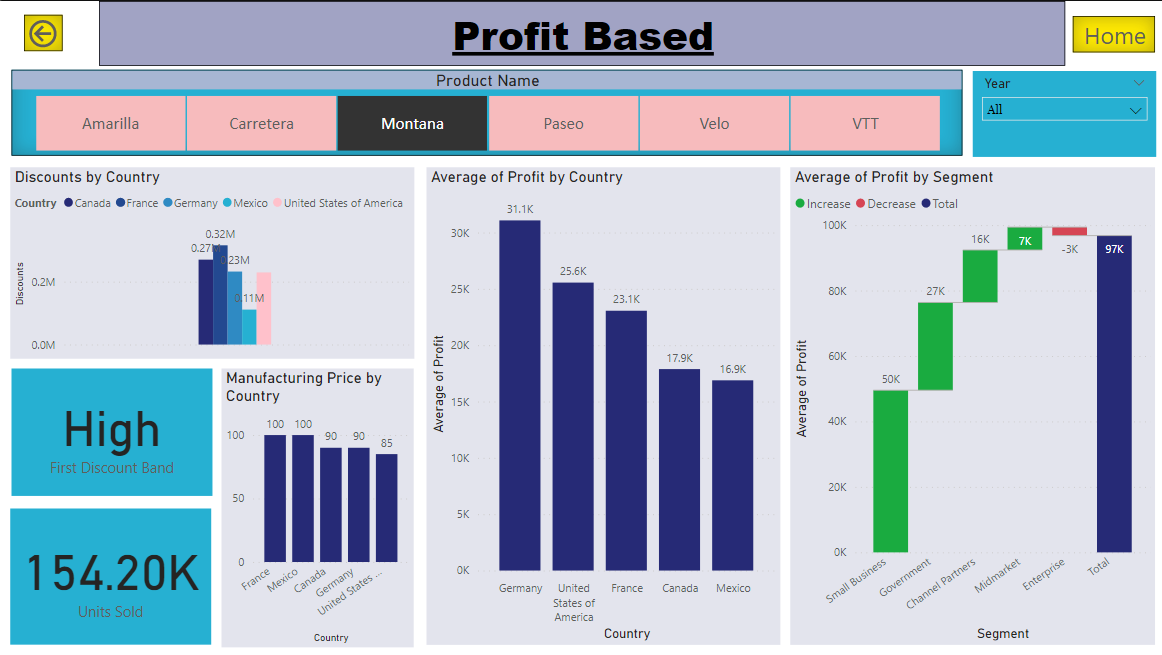 Profit Based
Home
Product Name
Amarilla
Carretera
Montana
Paseo
Velo
VTT
Year
All
Discounts by Country
Country Canada France Germany Mexico United States of America
Discounts
0.2M
0.0M
0.27M
0.32M
0.23M
0.11M
High
First Discount Band
154.20K
Units Sold
Manufacturing Price by
Country
100
50
0
100
100
90
90
85
France
Mexico
Canada
Germany
United States ...
Country
Average of Profit by Country
Average of Profit
30K
25K
20K
15K
10K
5K
0K
31.1K
25.6K
23.1K
17.9K
16.9K
Germany
United
States of
America
France
Canada
Mexico
Country
Average of Profit by Segment
Increase Decrease Total
Average of Profit
100K
80K
60K
40K
20K
0K
50K
27K
16K
7K
-3K
97K
Small Business
Government
Channel Partners
Midmarket
Enterprise
Total
Segment